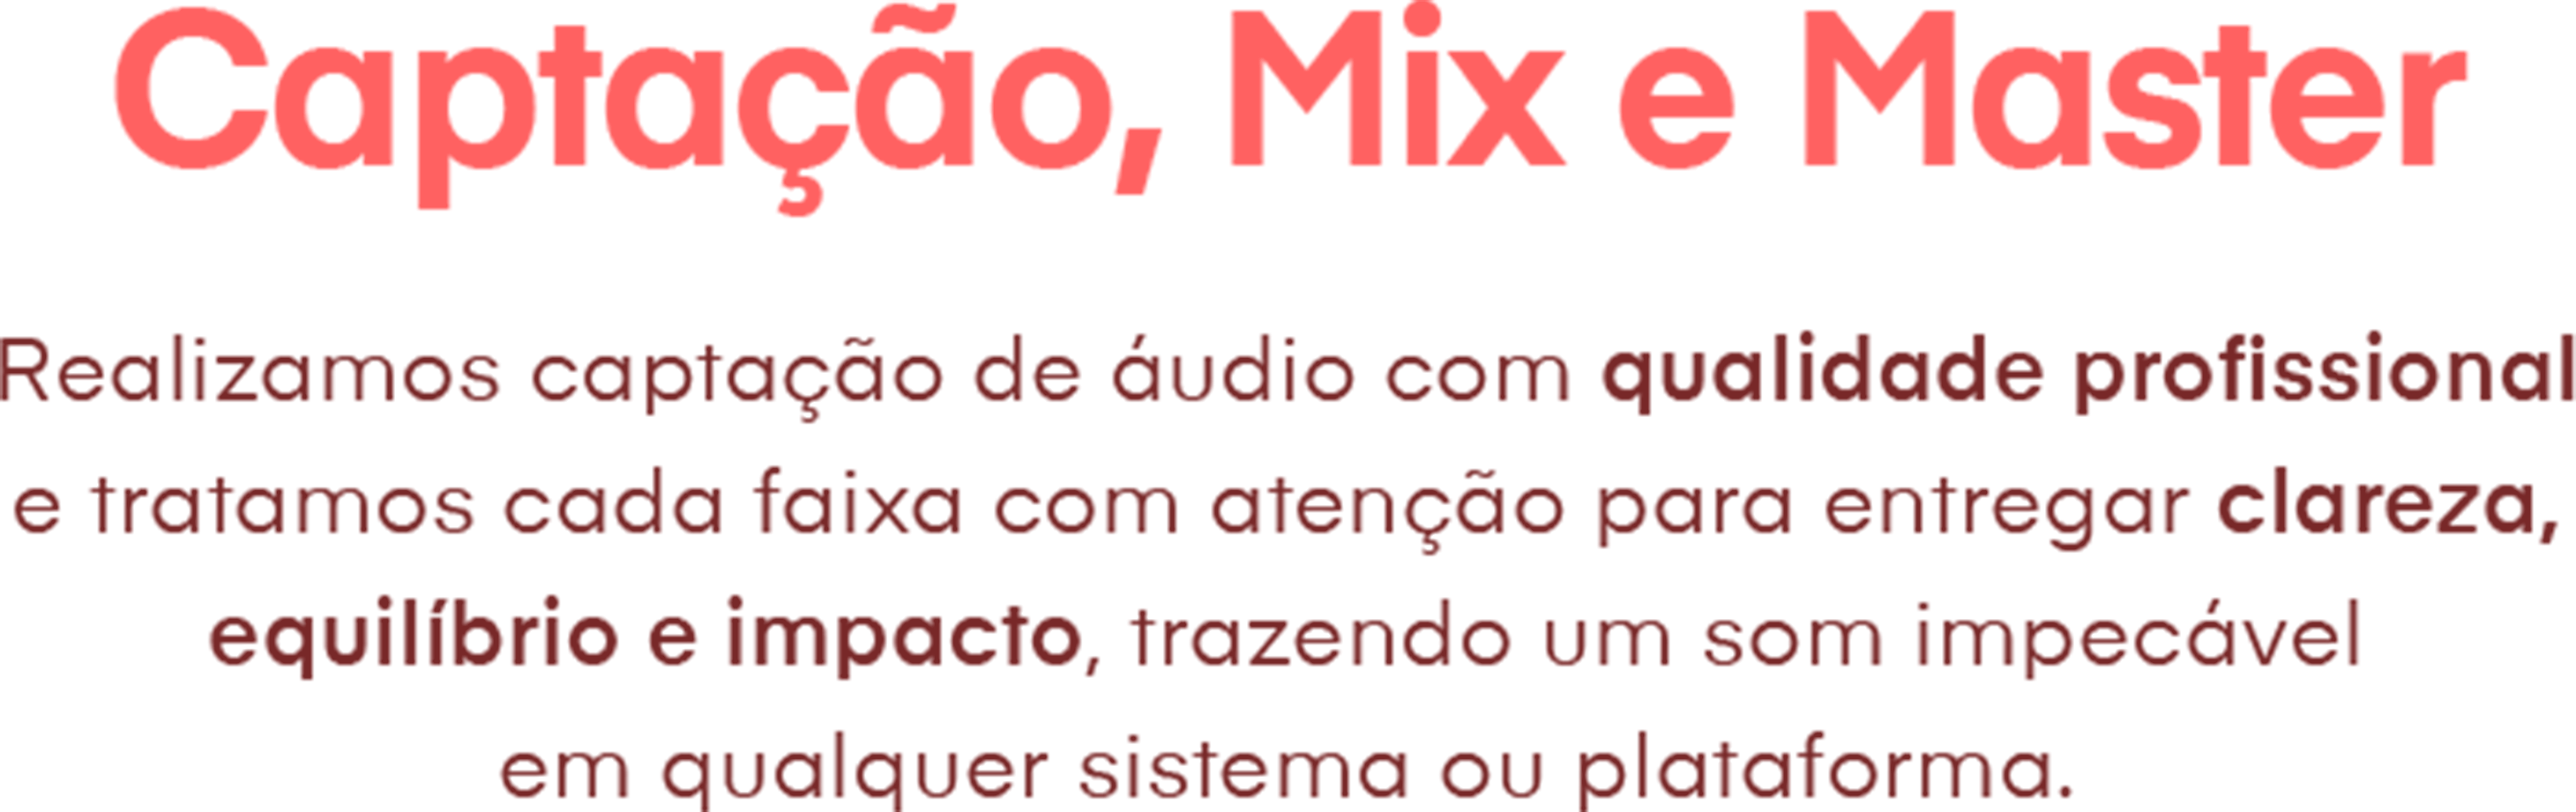 Captação, Mix e Master
Realizamos captação de áudio com qualidade profissional
e tratamos cada faixa com atenção para entregar clareza,
equilíbrio e impacto, trazendo um som impecável
em qualquer sistema ou plataforma.